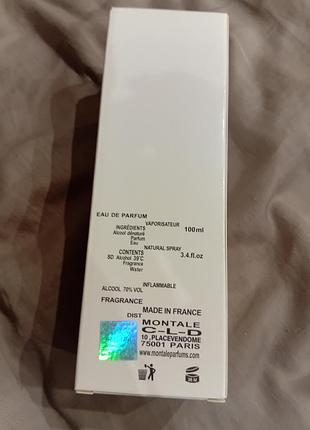 EAU DE PARFUM
VAPORISATEUR
INGRÉDIENTS 100ml
Alcool dénaturé
Parfum
Eau
NATURAL SPRAY
CONTENTS 3.4.fl.oz
SD Alcohol 39'C
Fragrance
Water
INFLAMMABLE
ALCOOL 70% VOL
FRAGRANCE MADE IN FRANCE
DIST MONTALE
C-L-D
10, PLACEVENDOME
75001 PARIS
www.montaleparfums.com